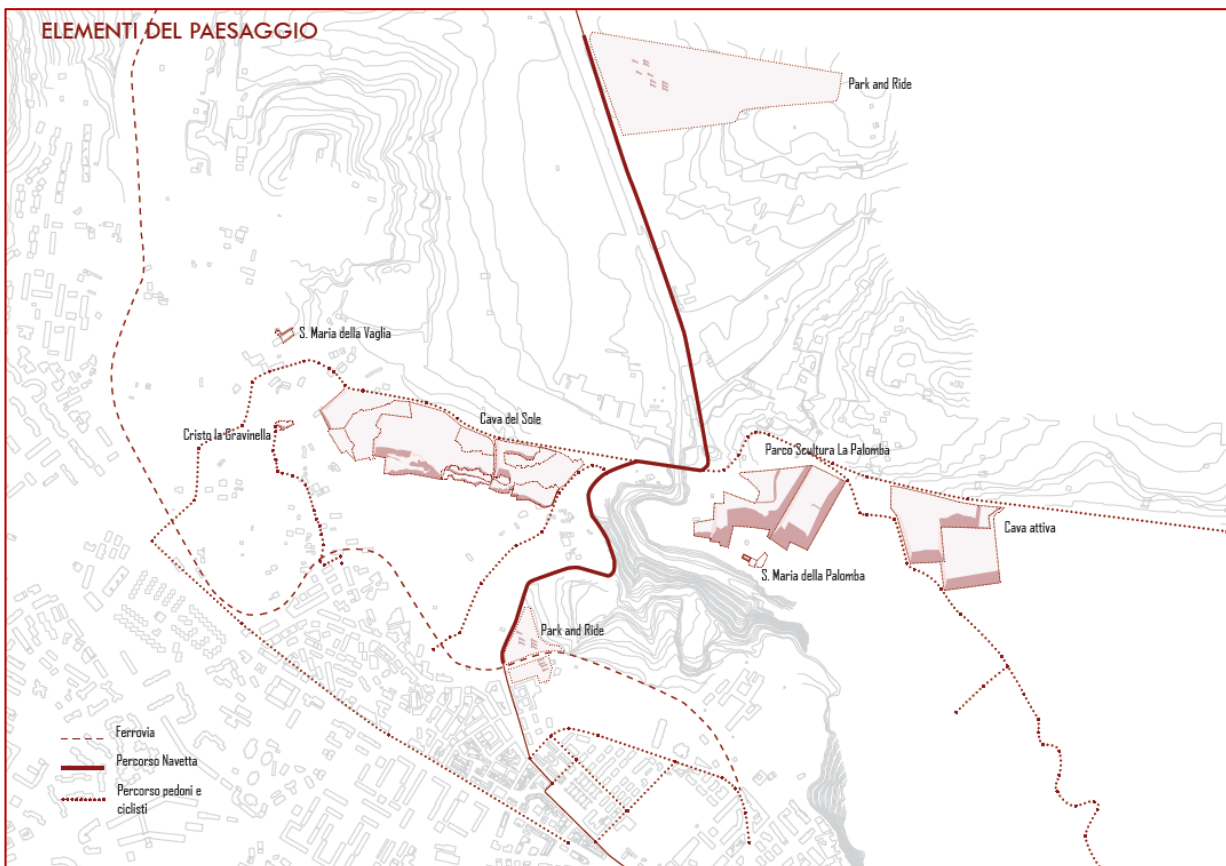 ELEMENTI DEL PAESAGGIO
Park and Ride
S. Maria della Vaglia
Cava del Sole
Cristo la Gravinella
Parco Scultura La Palomba
Cava attiva
S. Maria della Palomba
Park and Ride
Ferrovia
Percorso Navetta
Percorso pedoni e
ciclisti